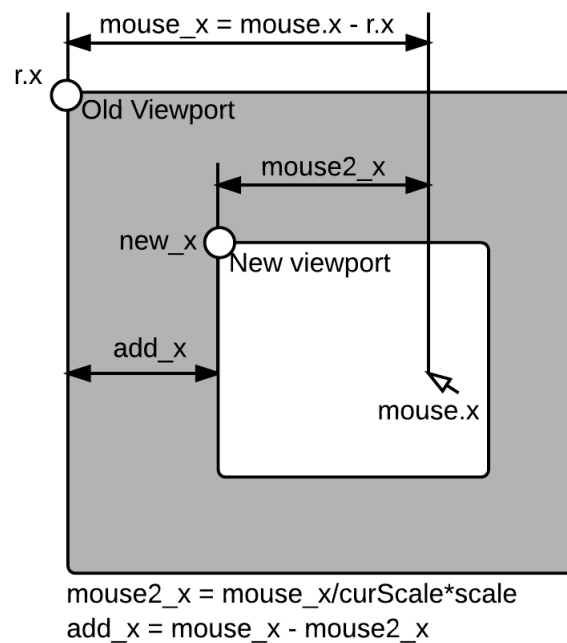 mouse_x = mouse.x - r.x
r.x
Old Viewport
mouse2_x
new_x
New viewport
add_x
mouse.x
mouse2_x = mouse_x/curScale*scale
add_x = mouse_x - mouse2_x